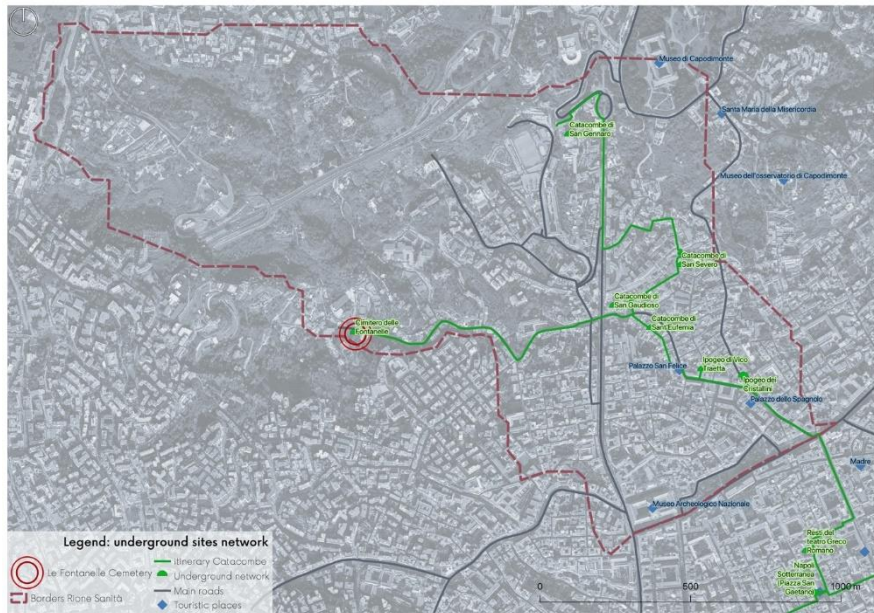 Museo di Capodimonte
Santa Maria della Misericordia
Catacombe di
San Gennaro
Museo dell'osservatorio di Capodimonte
Catacombe di
San Severo
Catacombe di
San Gaudioso
Catacombe di
Sant'Eufemia
Cimitero delle
Fontanelle
Palazzo San Felice
Ipogeo di Vico
Traetta
Ipogeo dei
Cristallini
Palazzo dello Spagnolo
Madre
Museo Archeologico Nazionale
Resti del
teatro Greco
Romano
Napoli
Sotterranea
Piazza San
Gaetano
Legend: underground sites network
Le Fontanelle Cemetery
Borders Rione Sanità
itinerary Catacombe
Underground network
Main roads
Touristic places
0 500 1000 m